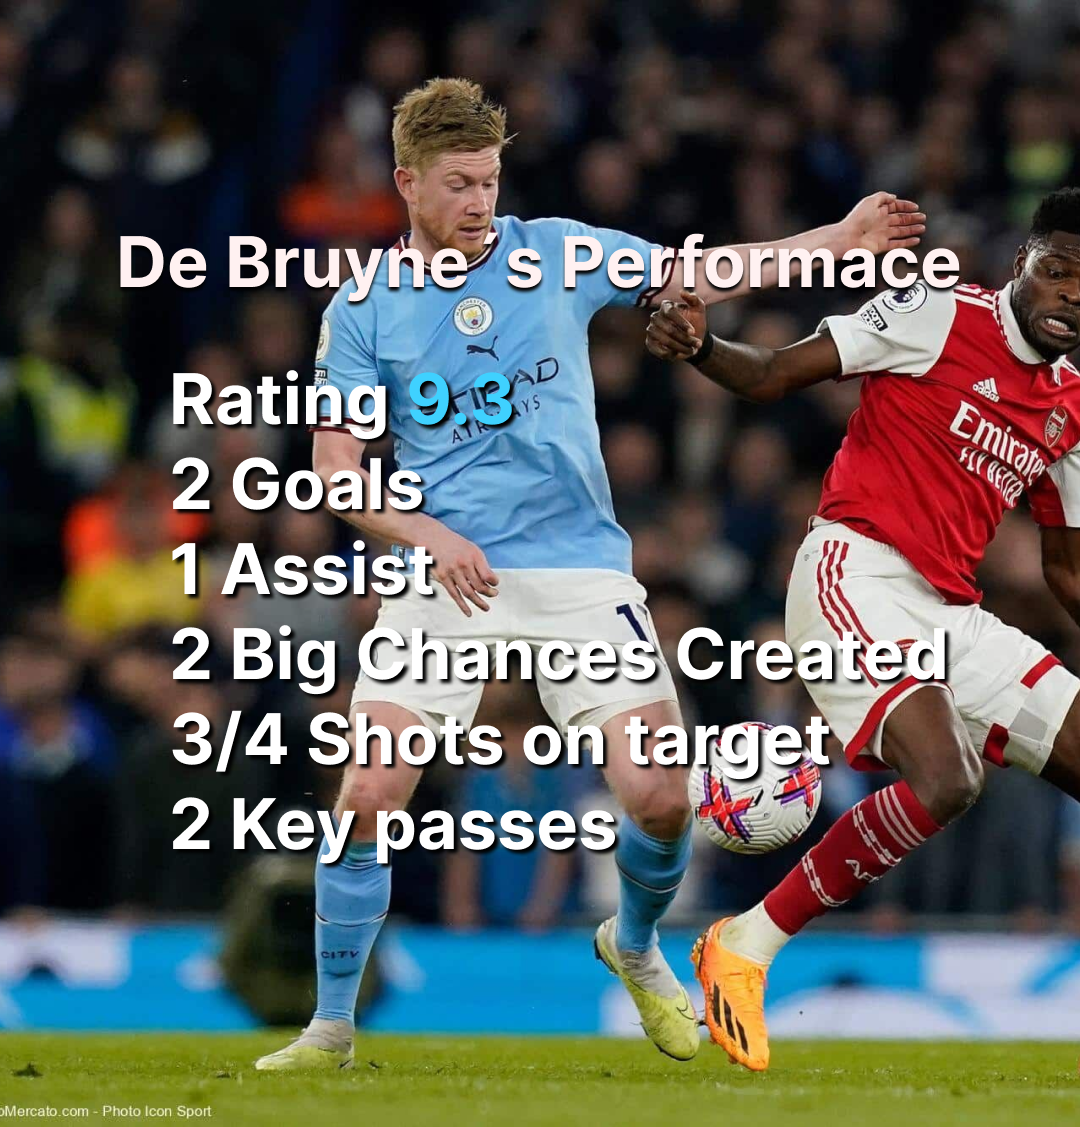 De Bruyne´s Performace
Rating 9.3
2 Goals
1 Assist
2 Big Chances Created
3/4 Shots on target
2 Key passes
Emirates
FLY BETTER
adidas
CITY
oMercato.com - Photo Icon Sport